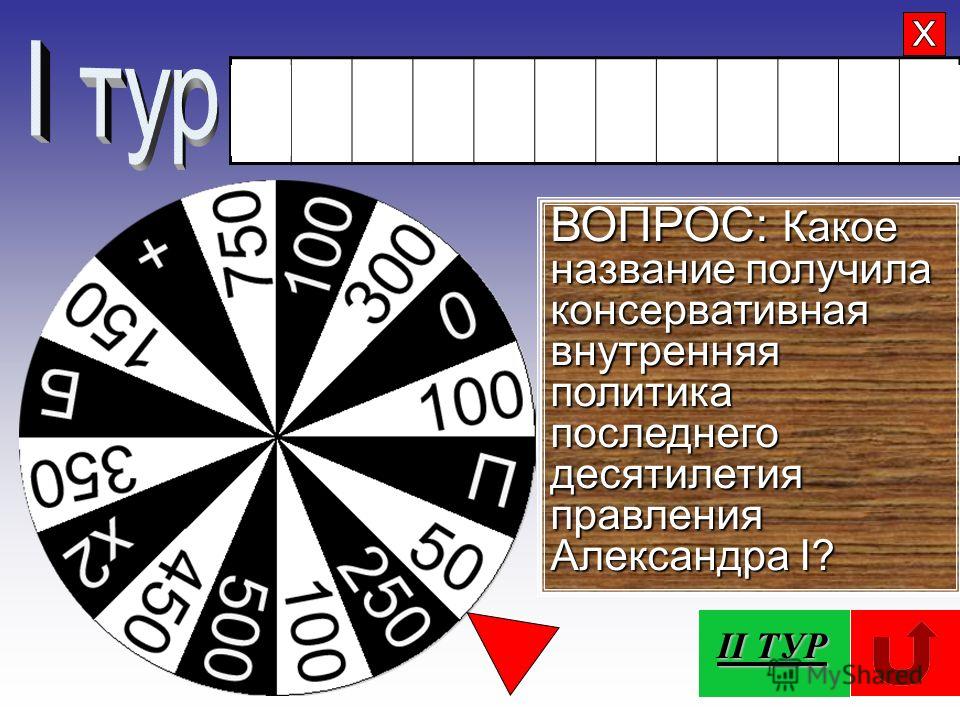 I тур
X
ВОПРОС: Какое
название получила
консервативная
внутренняя
политика
последнего
десятилетия
правления
Александра I?
750
100
300
0
100
П
50
250
100
500
450
x2
350
Б
150
+
II ТУР
MyShared